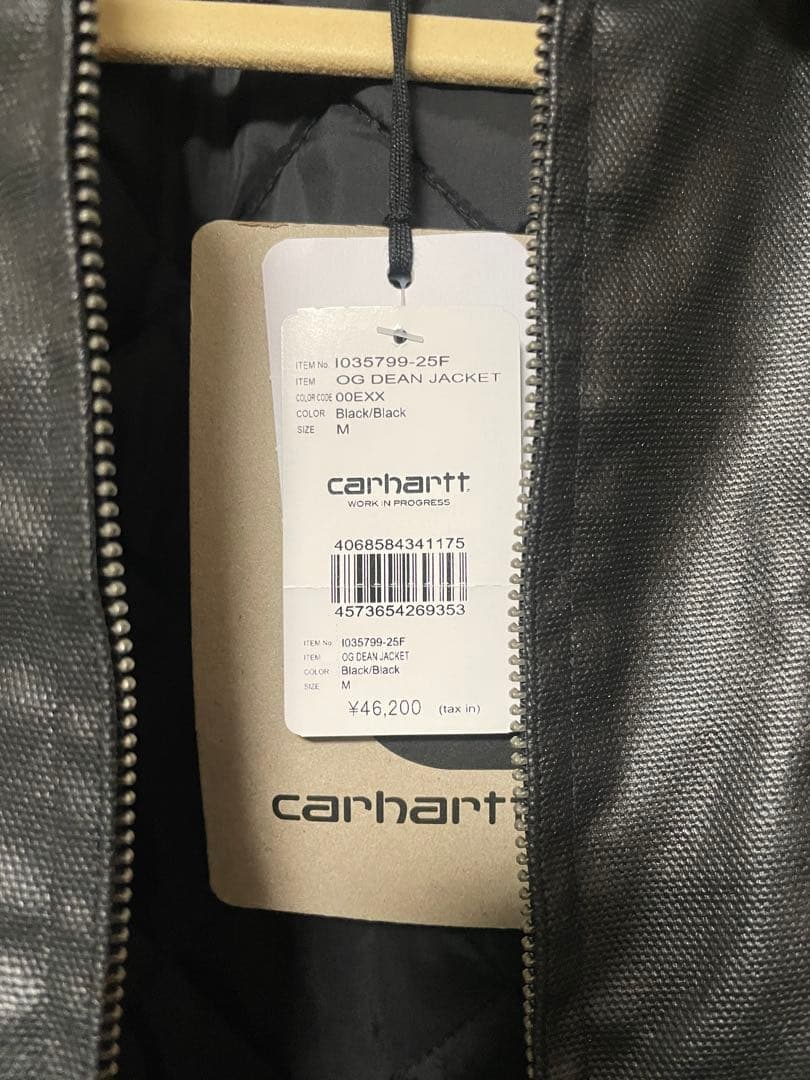 ITEM No. I035799-25F
ITEM OG DEAN JACKET
COLOR CODE 00EXX
COLOR Black/Black
SIZE M
carhartt
WORK IN PROGRESS
4068584341175
4573654269353
ITEM No I035799-25F
ITEM OG DEAN JACKET
COLOR Black/Black
SIZE M
¥46,200 (tax in)
carhartt